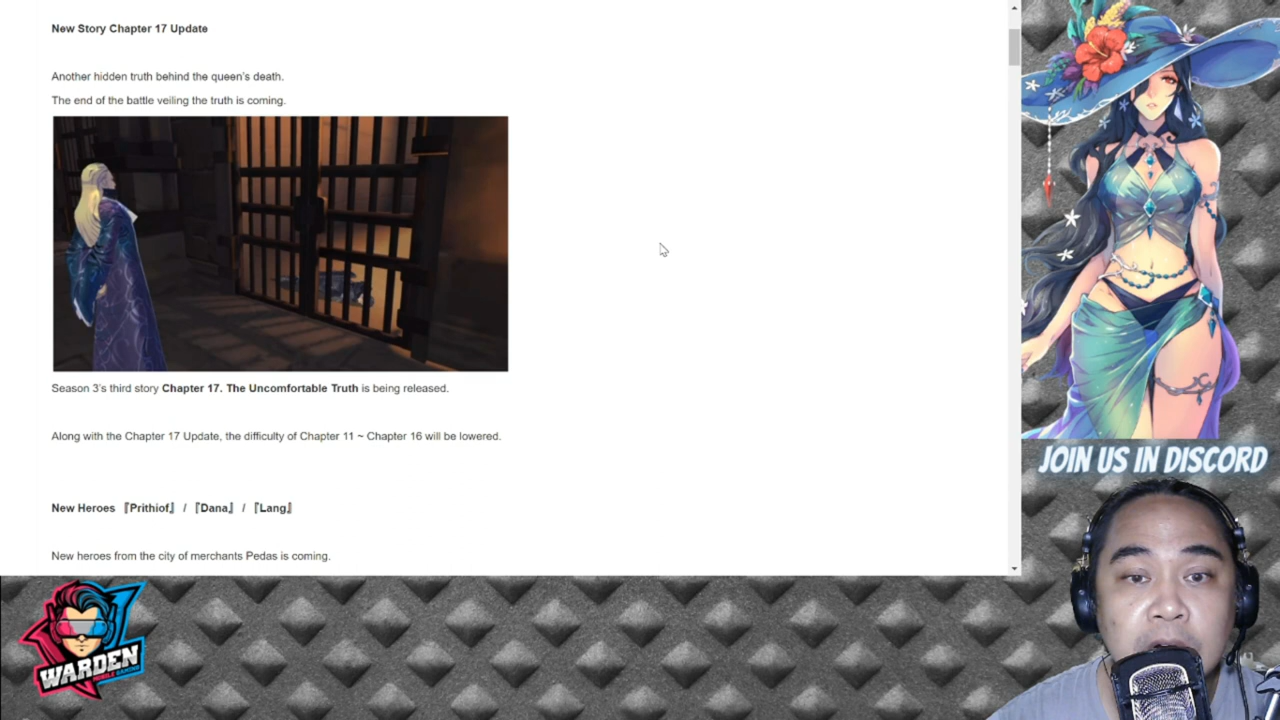 New Story Chapter 17 Update
Another hidden truth behind the queen's death.
The end of the battle veiling the truth is coming.
Season 3's third story Chapter 17. The Uncomfortable Truth is being released.
Along with the Chapter 17 Update, the difficulty of Chapter 11 ~ Chapter 16 will be lowered.
New Heroes 『Prithiof』 / 『Dana』 / 『Lang』
New heroes from the city of merchants Pedas is coming.
JOIN US IN DISCORD
WARDEN
MOBILE GAMING